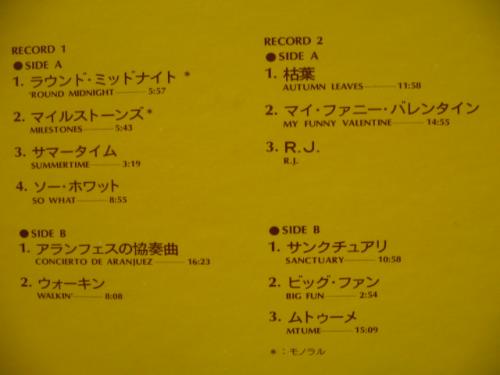 RECORD 1
● SIDE A
1. ラウンド・ミッドナイト *
'ROUND MIDNIGHT 5:57
2. マイルストーンズ*
MILESTONES 5:43
3. サマータイム
SUMMERTIME 3:19
4. ソー・ホワット
SO WHAT 8:55
● SIDE B
1. アランフェスの協奏曲
CONCIERTO DE ARANJUEZ 16:23
2. ウォーキン
WALKIN' 8:08
RECORD 2
● SIDE A
1. 枯葉
AUTUMN LEAVES 11:58
2. マイ・ファニー・バレンタイン
MY FUNNY VALENTINE 14:55
3. R.J.
R.J.
● SIDE B
1. サンクチュアリ
SANCTUARY 10:58
2. ビッグ・ファン
BIG FUN 2:54
3. ムトゥーメ
MTUME 15:09
* : モノラル